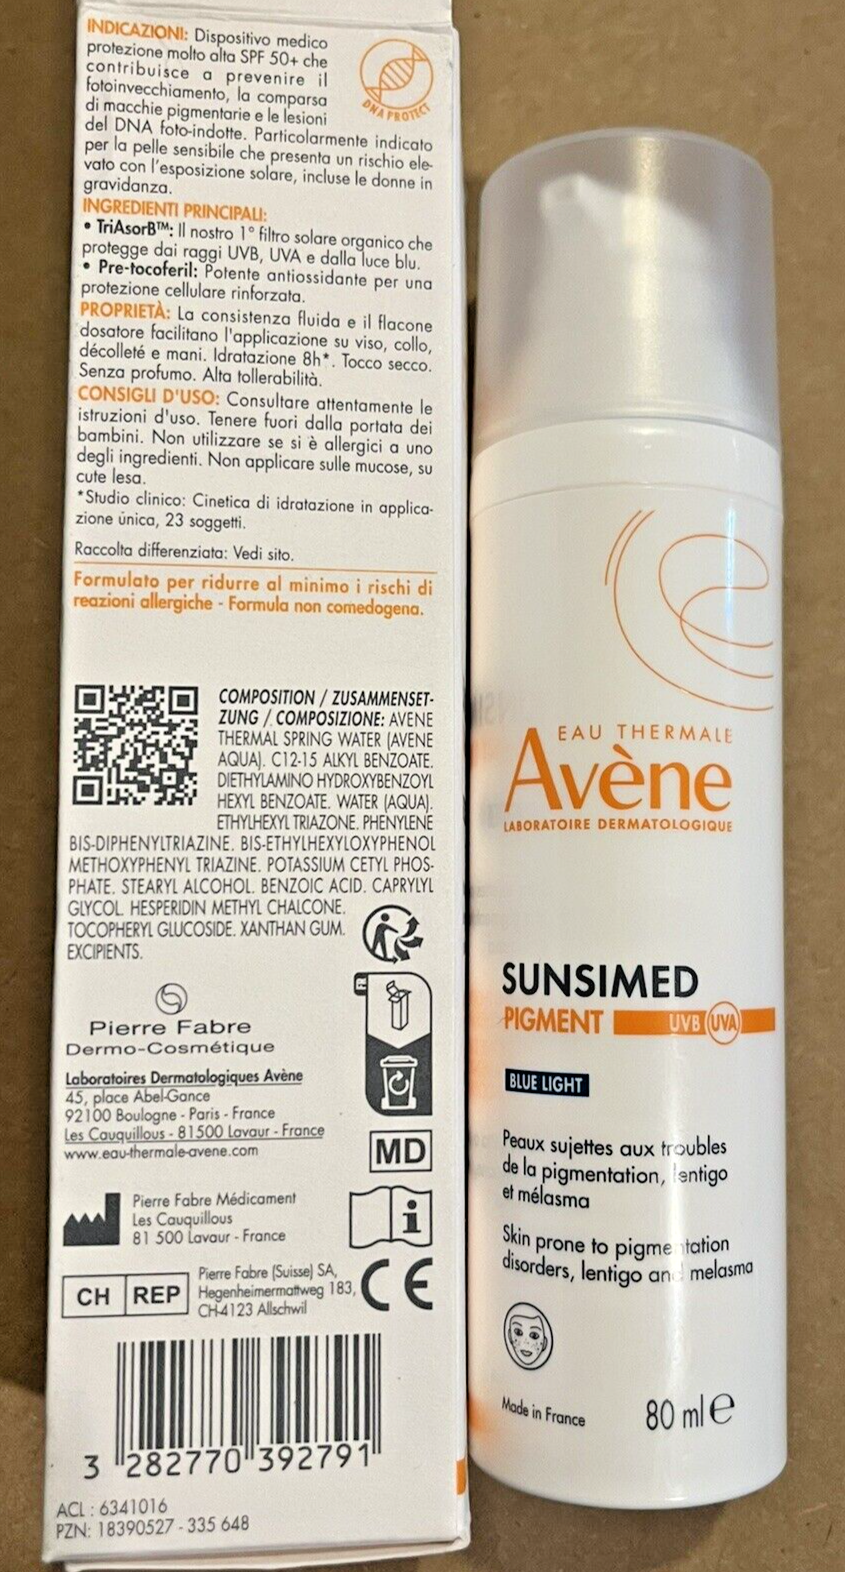 INDICAZIONI: Dispositivo medico
protezione molto alta SPF 50+ che
contribuisce a prevenire il
fotoinvecchiamento, la comparsa
di macchie pigmentarie e le lesioni
del DNA foto-indotte. Particolarmente indicato
per la pelle sensibile che presenta un rischio ele-
vato con l'esposizione solare, incluse le donne in
gravidanza.
DNA PROTECT
INGREDIENTI PRINCIPALI:
• TriAsorB™: Il nostro 1° filtro solare organico che
protegge dai raggi UVB, UVA e dalla luce blu.
• Pre-tocoferil: Potente antiossidante per una
protezione cellulare rinforzata.
PROPRIETÀ: La consistenza fluida e il flacone
dosatore facilitano l'applicazione su viso, collo,
décolleté e mani. Idratazione 8h*. Tocco secco.
Senza profumo. Alta tollerabilità.
CONSIGLI D'USO: Consultare attentamente le
istruzioni d'uso. Tenere fuori dalla portata dei
bambini. Non utilizzare se si è allergici a uno
degli ingredienti. Non applicare sulle mucose, su
cute lesa.
*Studio clinico: Cinetica di idratazione in applica-
zione unica, 23 soggetti.
Raccolta differenziata: Vedi sito.
Formulato per ridurre al minimo i rischi di
reazioni allergiche - Formula non comedogena.
COMPOSITION / ZUSAMMENSET-
ZUNG / COMPOSIZIONE: AVENE
THERMAL SPRING WATER (AVENE
AQUA). C12-15 ALKYL BENZOATE.
DIETHYLAMINO HYDROXYBENZOYL
HEXYL BENZOATE. WATER (AQUA).
ETHYLHEXYL TRIAZONE. PHENYLENE
BIS-DIPHENYLTRIAZINE. BIS-ETHYLHEXYLOXYPHENOL
METHOXYPHENYL TRIAZINE. POTASSIUM CETYL PHOS-
PHATE. STEARYL ALCOHOL. BENZOIC ACID. CAPRYLYL
GLYCOL. HESPERIDIN METHYL CHALCONE.
TOCOPHERYL GLUCOSIDE. XANTHAN GUM.
EXCIPIENTS.
Pierre Fabre
Dermo-Cosmétique
Laboratoires Dermatologiques Avène
45, place Abel-Gance
92100 Boulogne - Paris - France
Les Cauquillous - 81500 Lavaur - France
www.eau-thermale-avene.com
MD
Pierre Fabre Médicament
Les Cauquillous
81 500 Lavaur - France
CH REP
Pierre Fabre (Suisse) SA,
Hegenheimermattweg 183,
CH-4123 Allschwil
CE
3 282770 392791
ACL : 6341016
PZN: 18390527 - 335 648
EAU THERMALE
Avène
LABORATOIRE DERMATOLOGIQUE
SUNSIMED
PIGMENT UVB UVA
BLUE LIGHT
Peaux sujettes aux troubles
de la pigmentation, lentigo
et mélasma
Skin prone to pigmentation
disorders, lentigo and melasma
Made in France 80 ml e